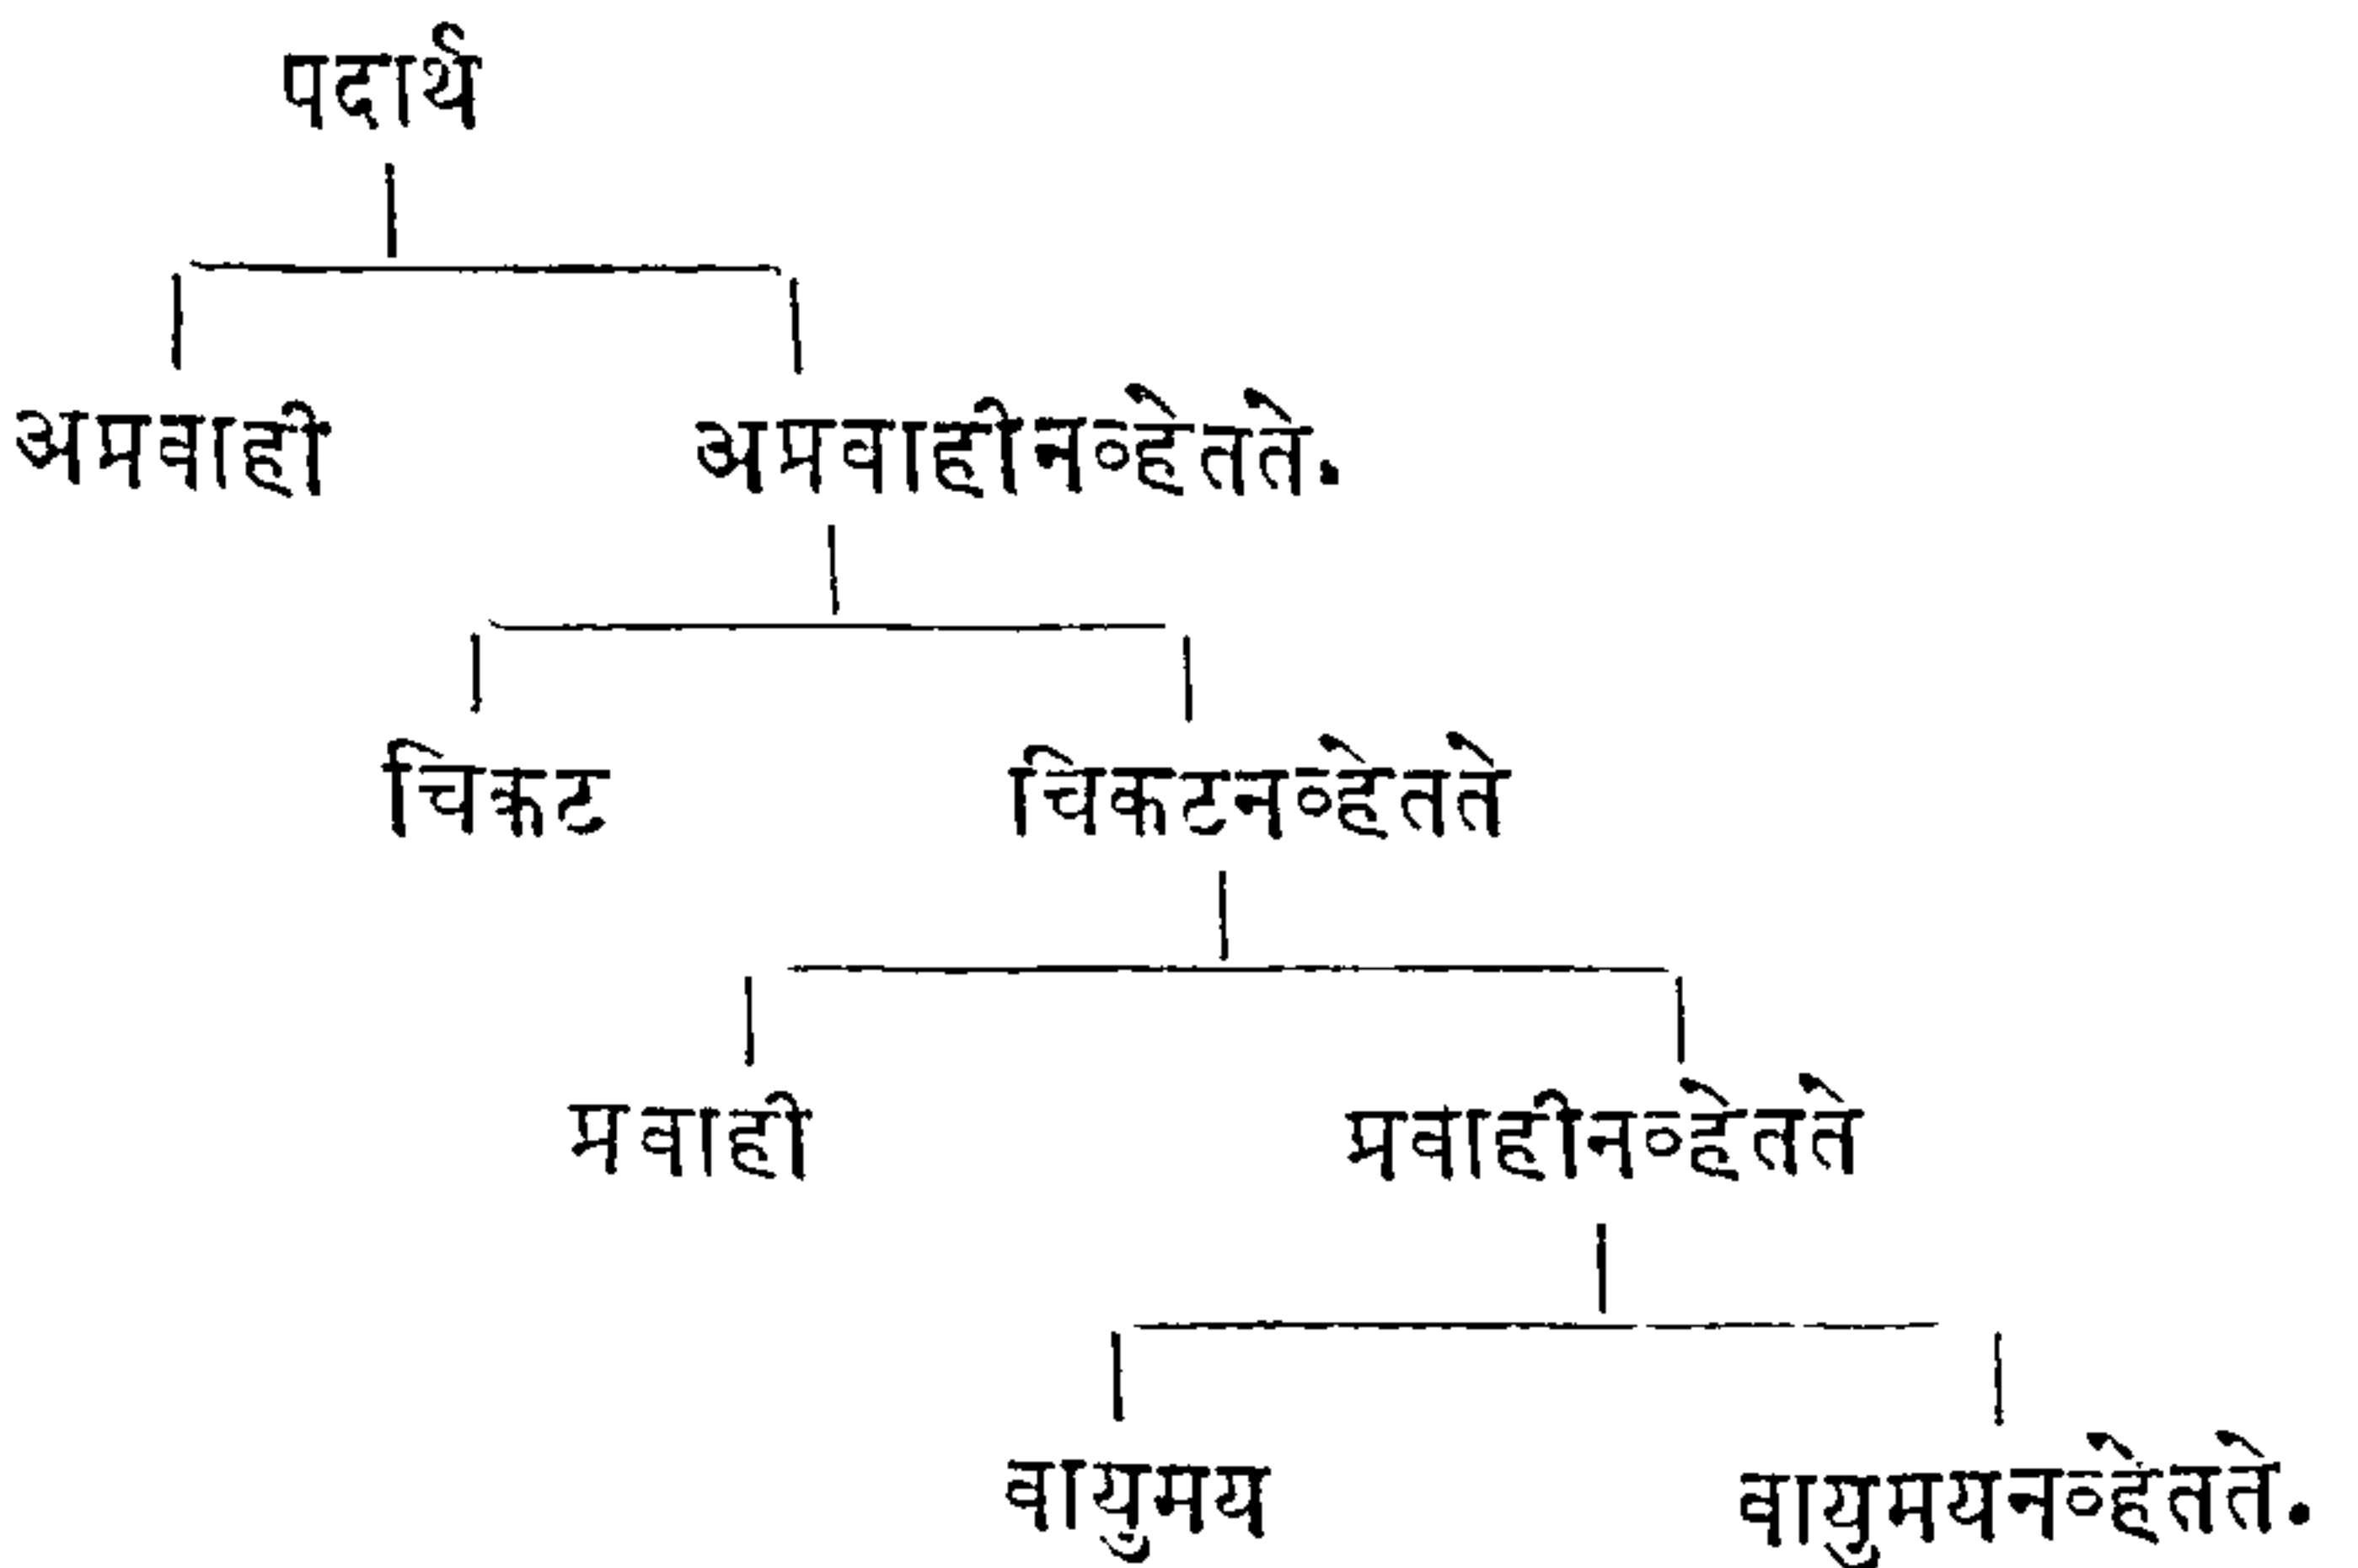 पदार्थ
अप्रवाही अप्रवाहीनव्हेतते.
चिकट चिकटनव्हेतते
प्रवाही प्रवाहीनव्हेतते
वायुमय वायुमयनव्हेतते.